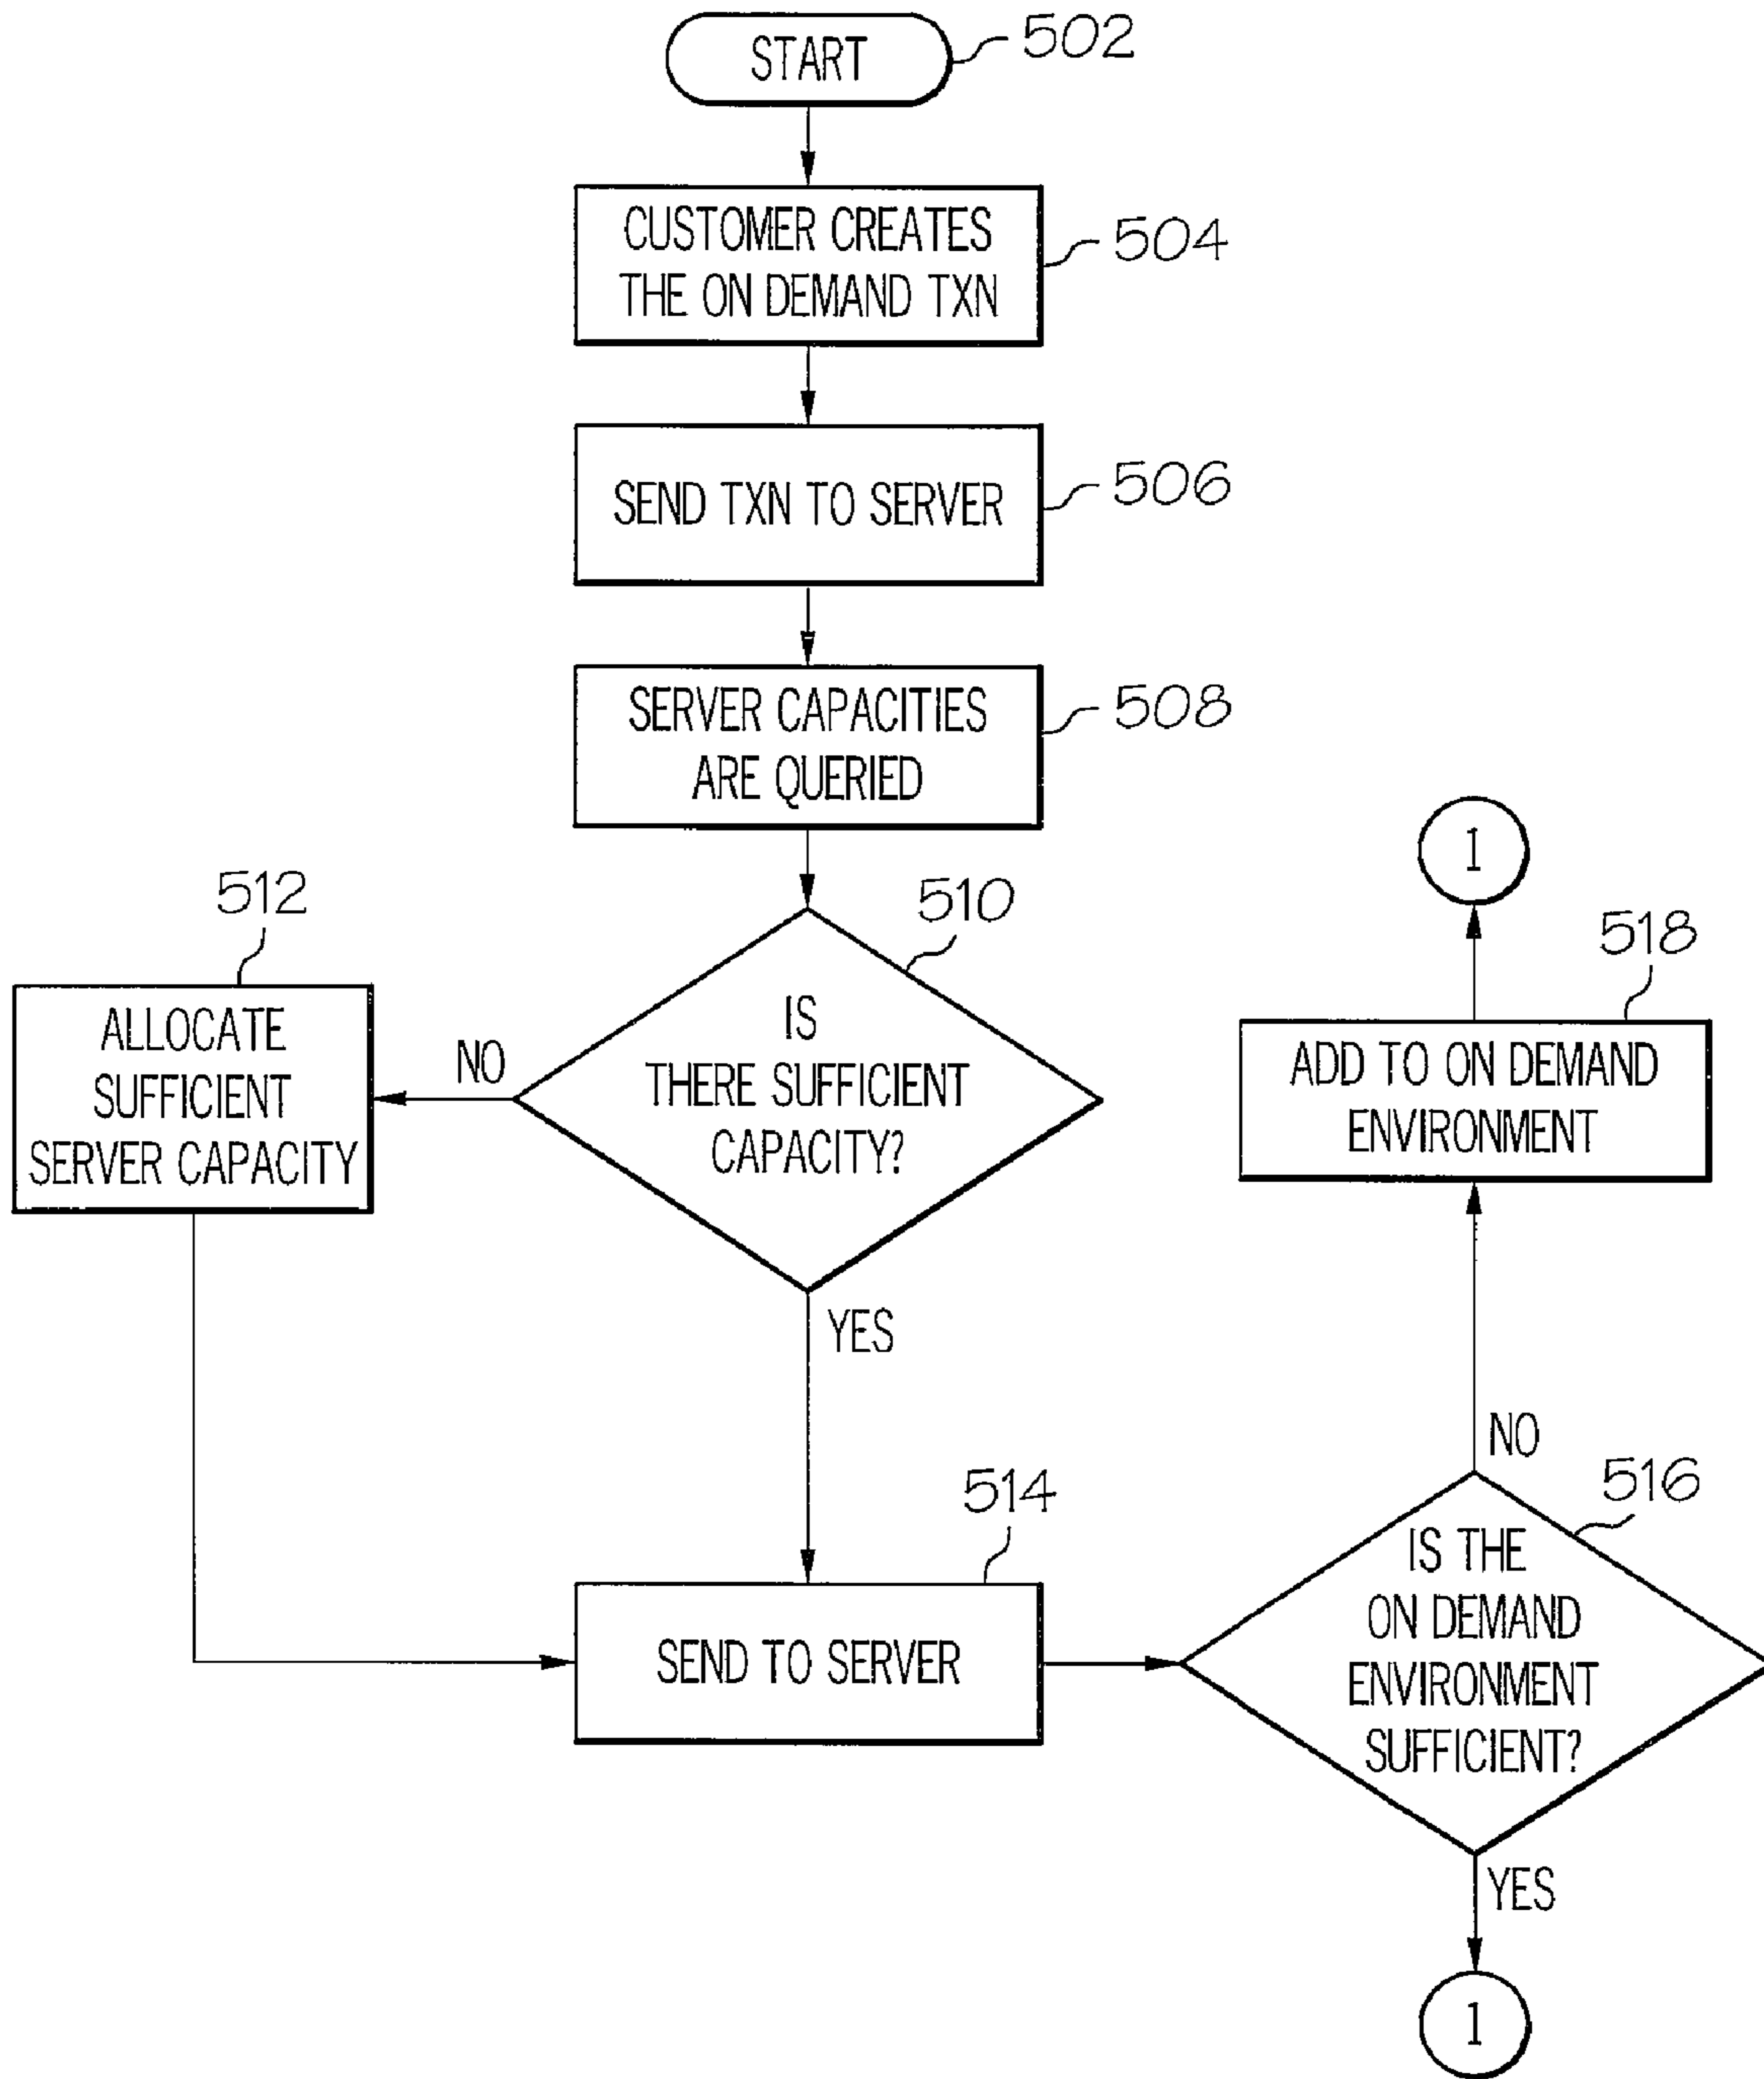 START
502
CUSTOMER CREATES
THE ON DEMAND TXN
504
SEND TXN TO SERVER
506
SERVER CAPACITIES
ARE QUERIED
508
510
IS
THERE SUFFICIENT
CAPACITY?
NO
YES
512
ALLOCATE
SUFFICIENT
SERVER CAPACITY
514
SEND TO SERVER
516
IS THE
ON DEMAND
ENVIRONMENT
SUFFICIENT?
NO
YES
518
ADD TO ON DEMAND
ENVIRONMENT
1
1